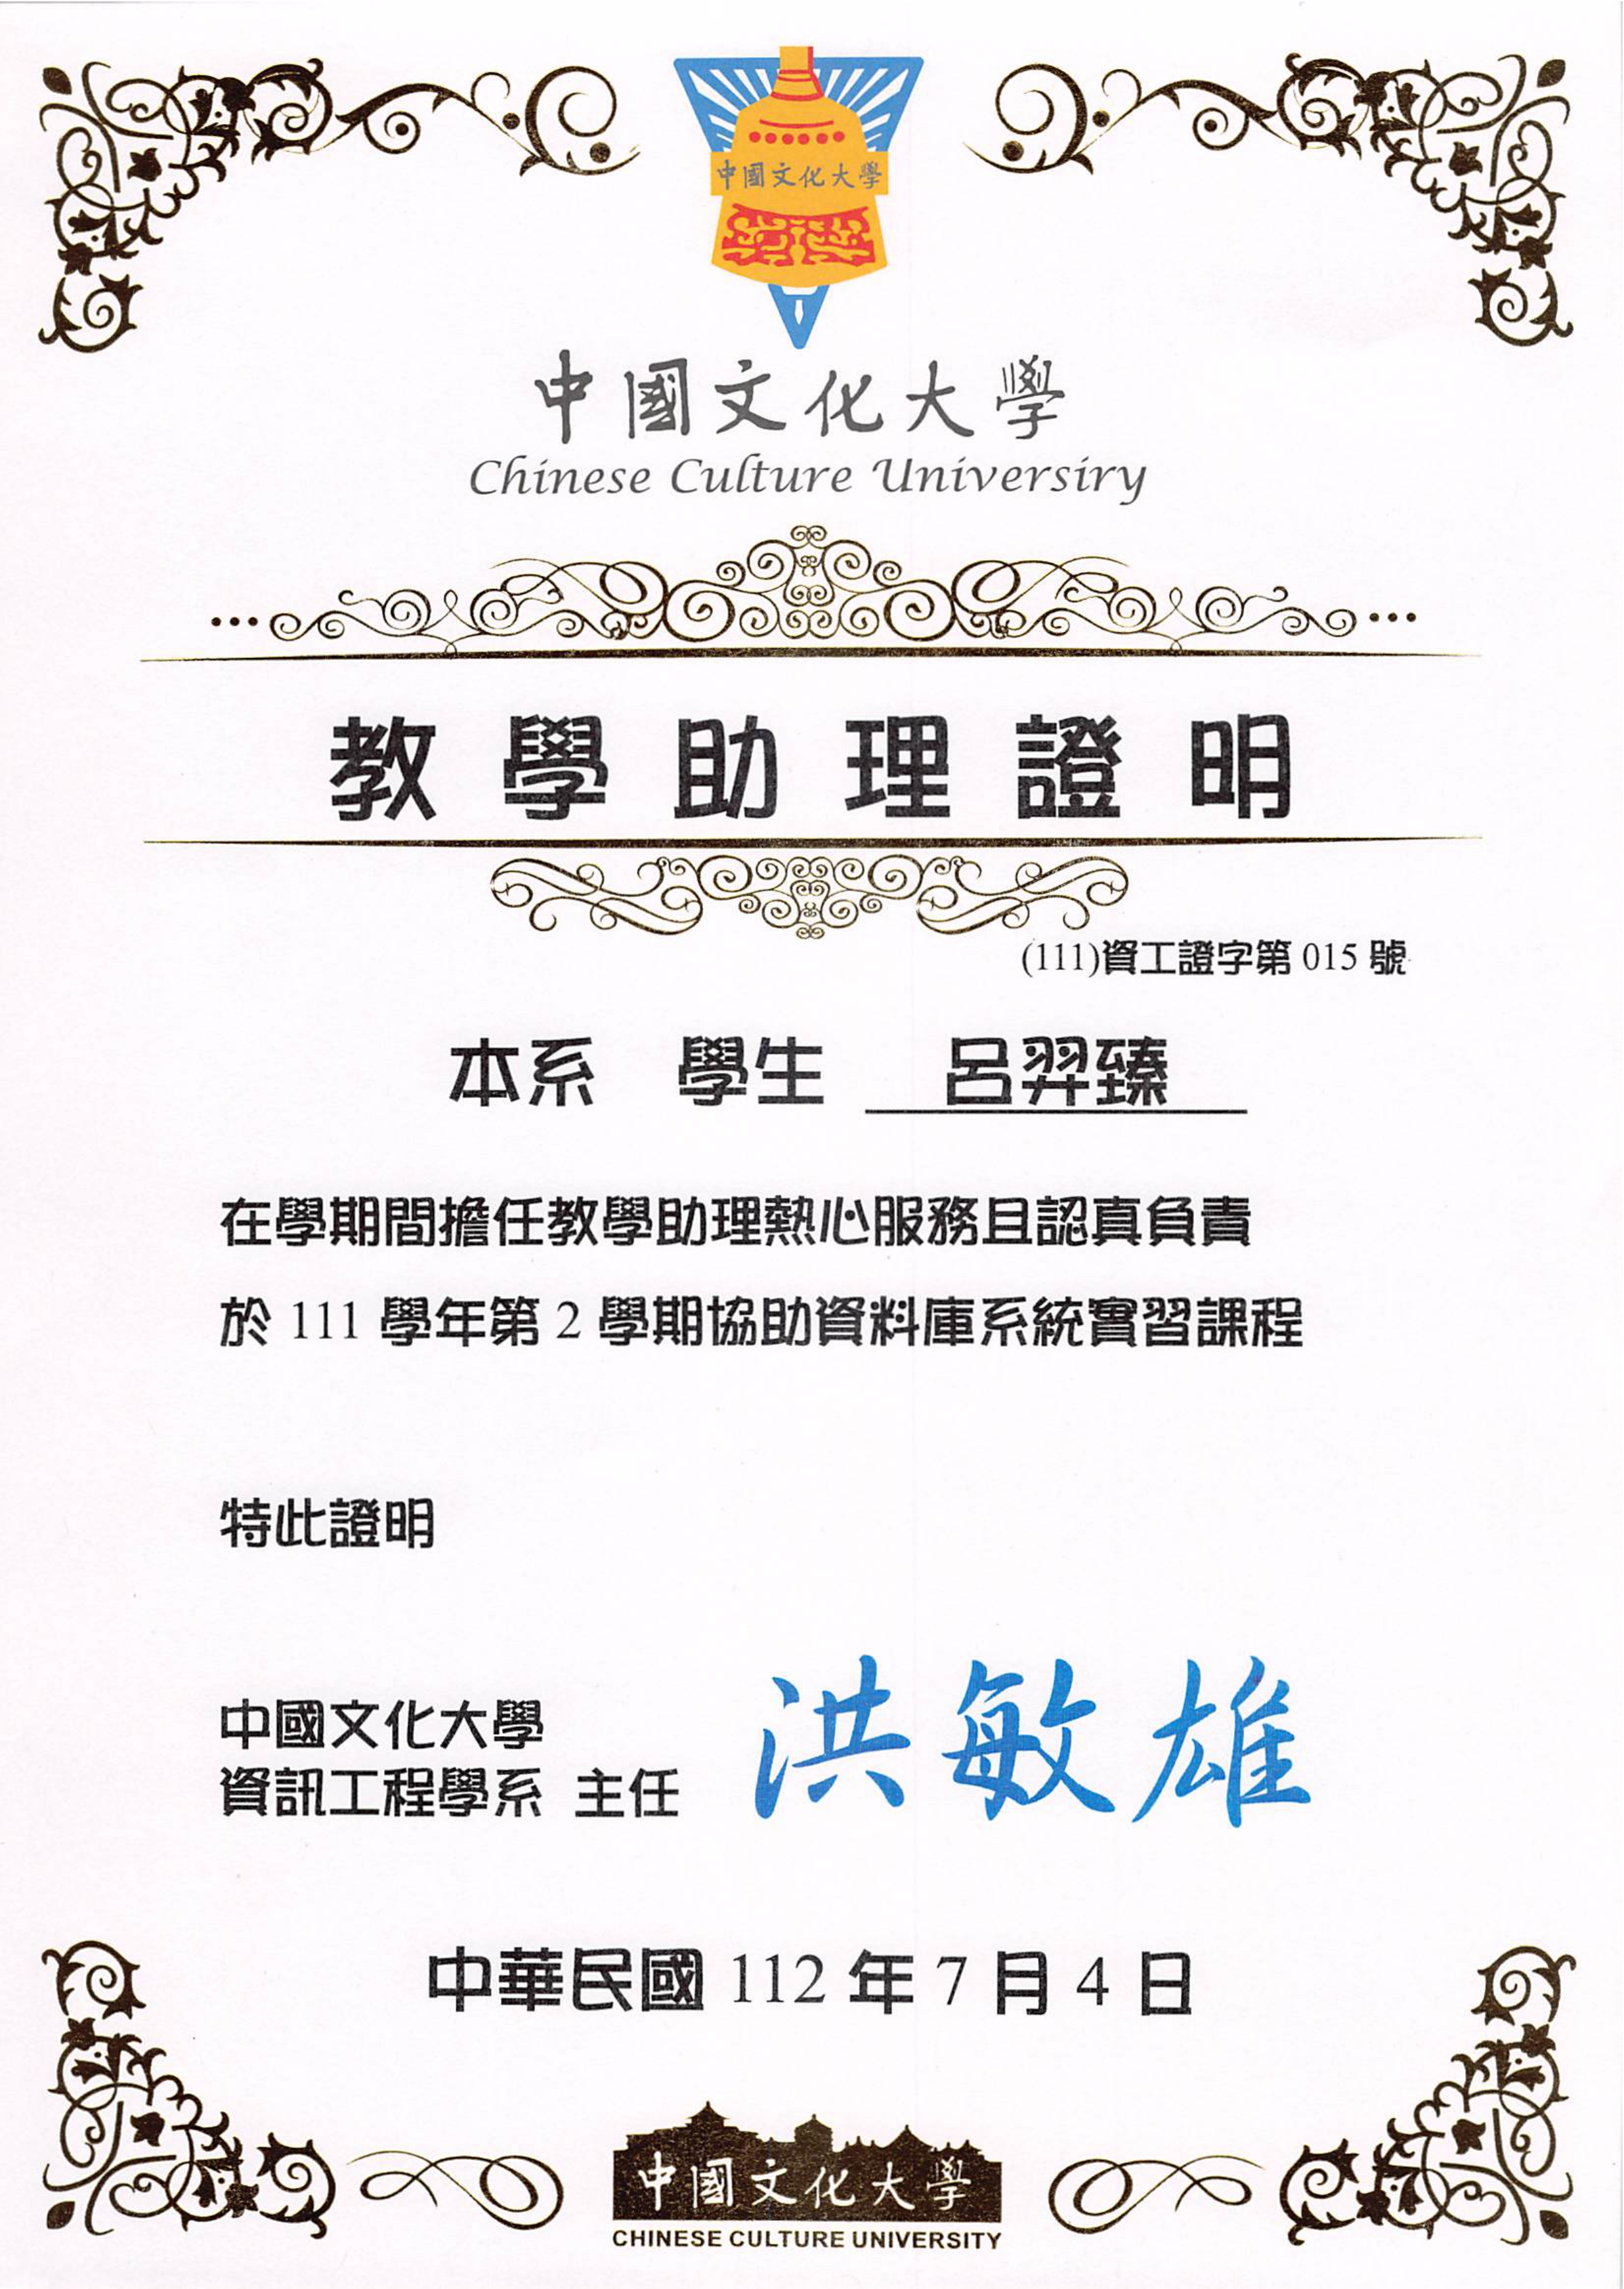 中國文化大學
中國文化大學
Chinese Culture Universiry
教學助理證明
(111)資工證字第 015 號
本系 學生 呂羿臻
在學期間擔任教學助理熱心服務且認真負責
於 111 學年第 2 學期協助資料庫系統實習課程
特此證明
中國文化大學
資訊工程學系 主任 洪敏雄
中華民國 112 年 7 月 4 日
中國文化大學
CHINESE CULTURE UNIVERSITY